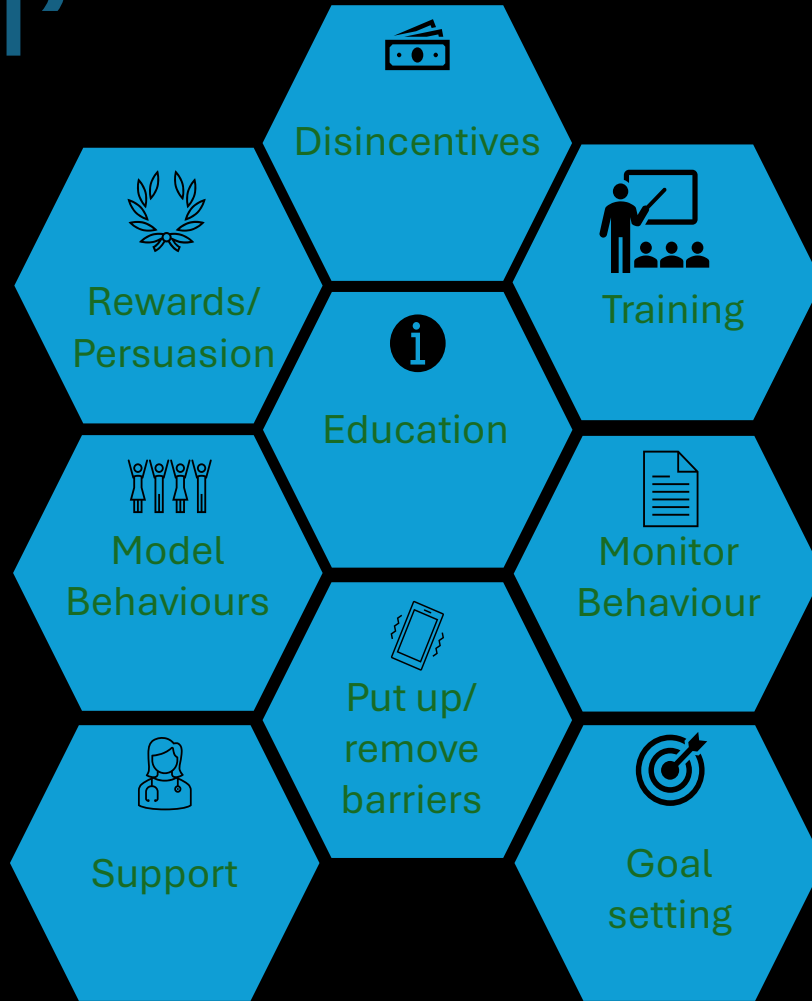 Disincentives
Rewards/
Persuasion
Training
Education
Model
Behaviours
Monitor
Behaviour
Put up/
remove
barriers
Support
Goal
setting